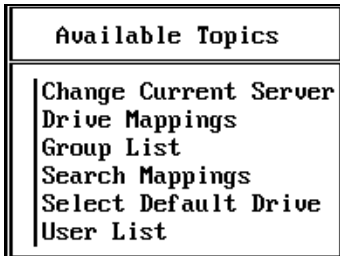 Available Topics
Change Current Server
Drive Mappings
Group List
Search Mappings
Select Default Drive
User List